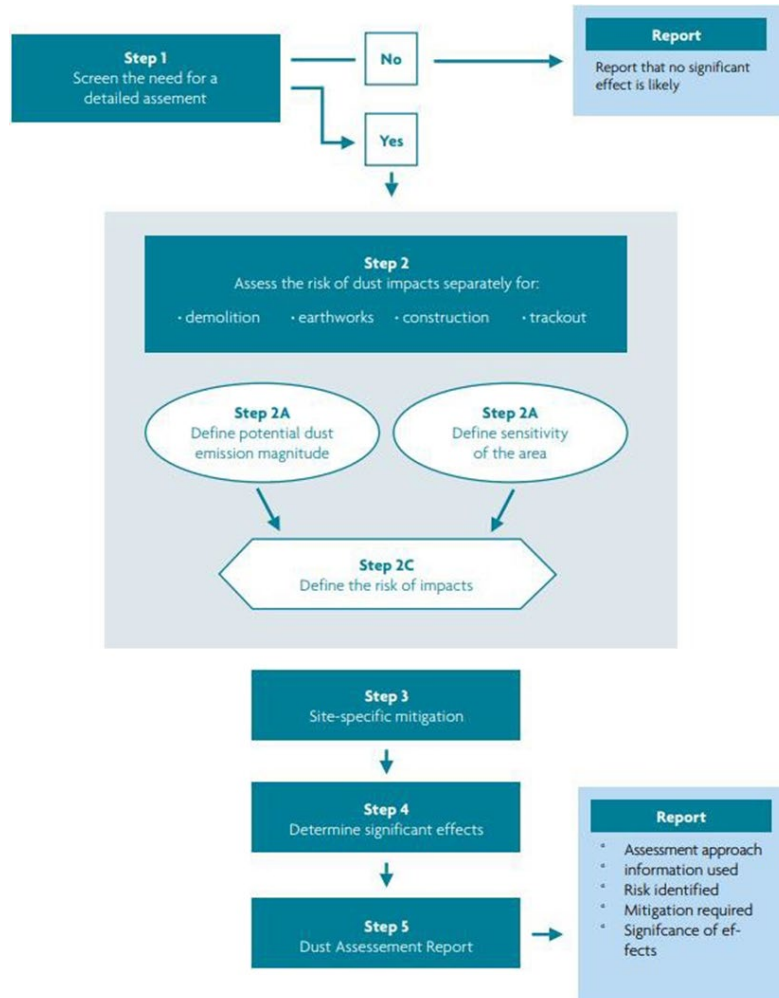 Step 1
Screen the need for a
detailed assement
No
Report
Report that no significant
effect is likely
Yes
Step 2
Assess the risk of dust impacts separately for:
· demolition · earthworks · construction · trackout
Step 2A
Define potential dust
emission magnitude
Step 2A
Define sensitivity
of the area
Step 2C
Define the risk of impacts
Step 3
Site-specific mitigation
Step 4
Determine significant effects
Step 5
Dust Assessement Report
Report
° Assessment approach
° information used
° Risk identified
° Mitigation required
° Signifcance of ef-
fects